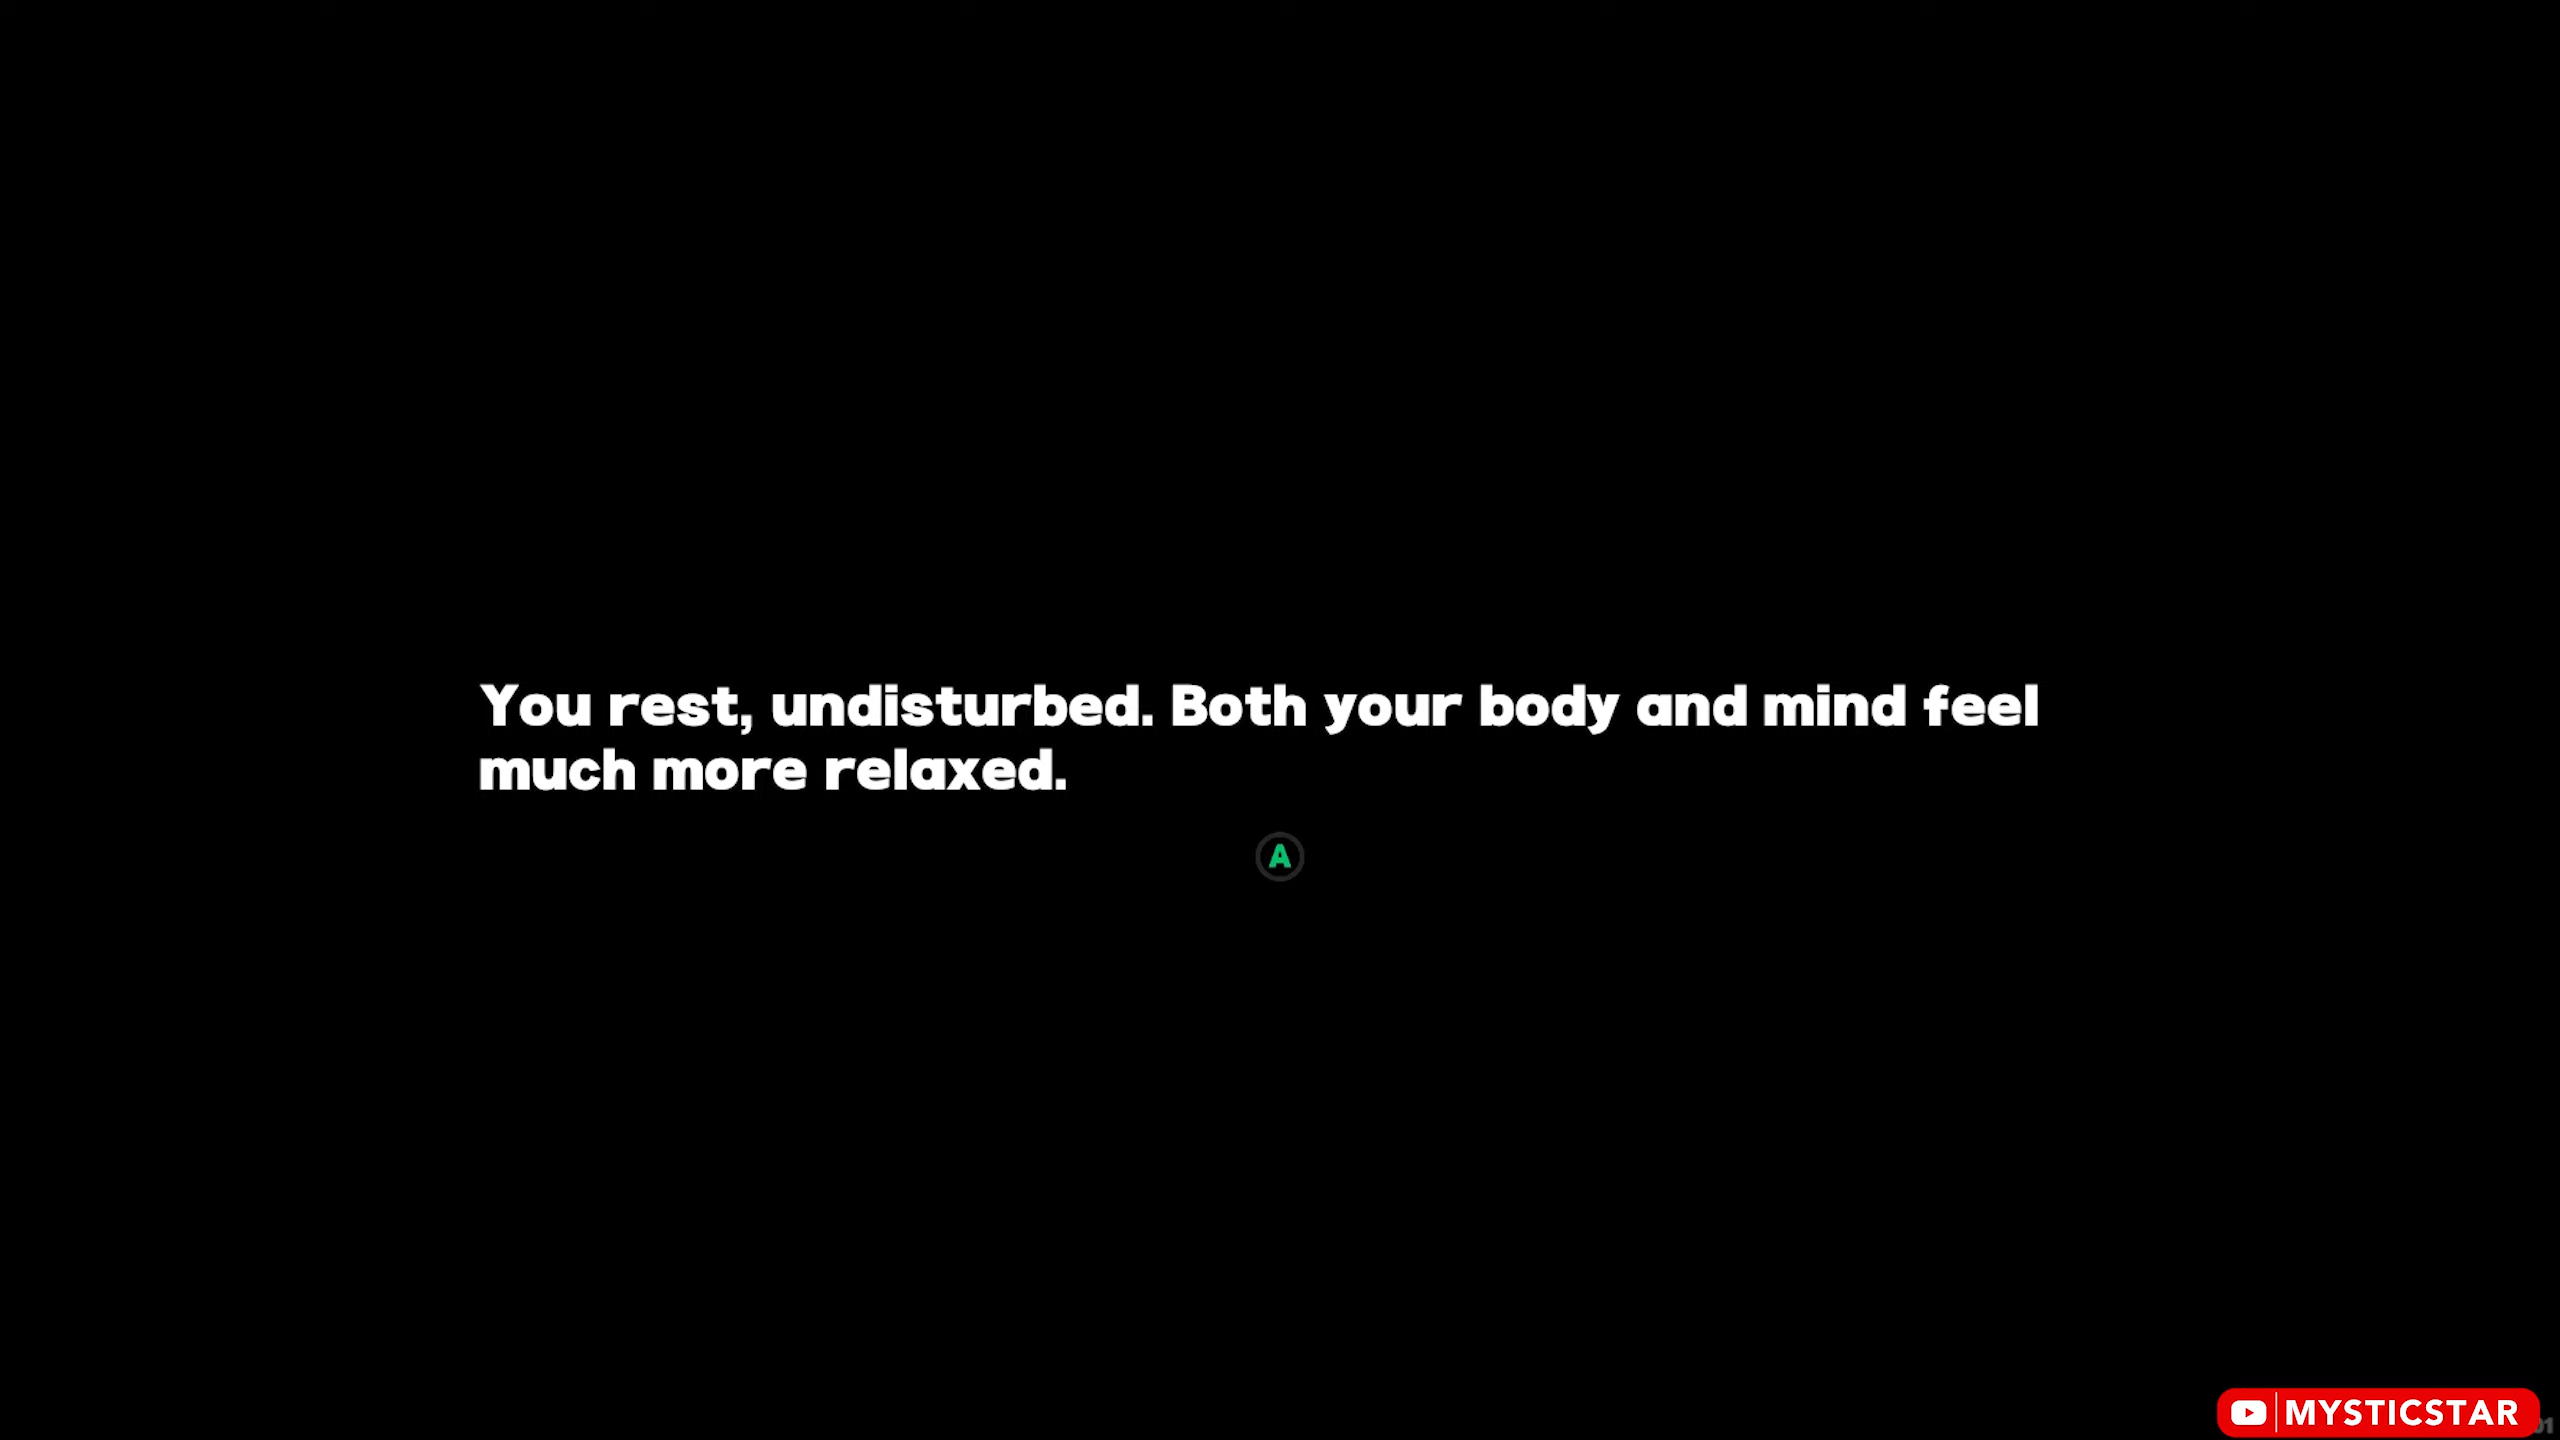 You rest, undisturbed. Both your body and mind feel
much more relaxed.
A
MYSTICSTAR